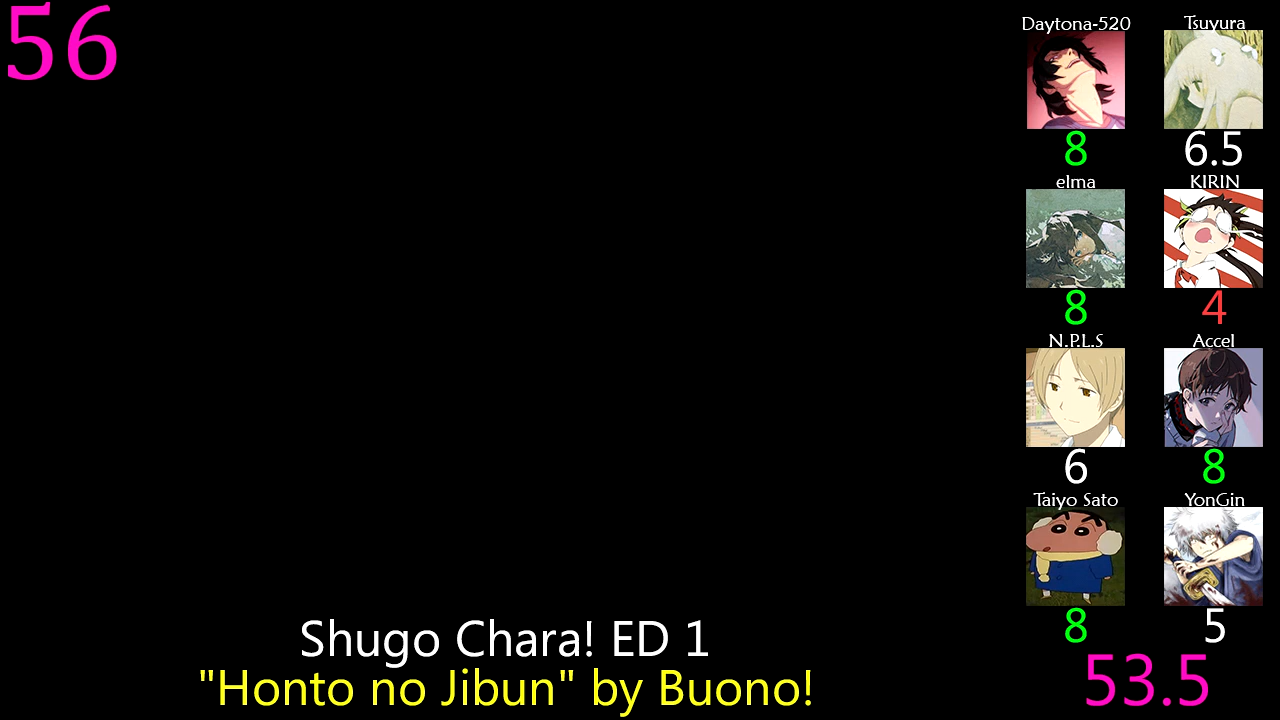 56
Daytona-520 Tsuyura
8 6.5
elma KIRIN
8 4
N.P.L.S Accel
6 8
Taiyo Sato YonGin
8 5
53.5
Shugo Chara! ED 1
"Honto no Jibun" by Buono!